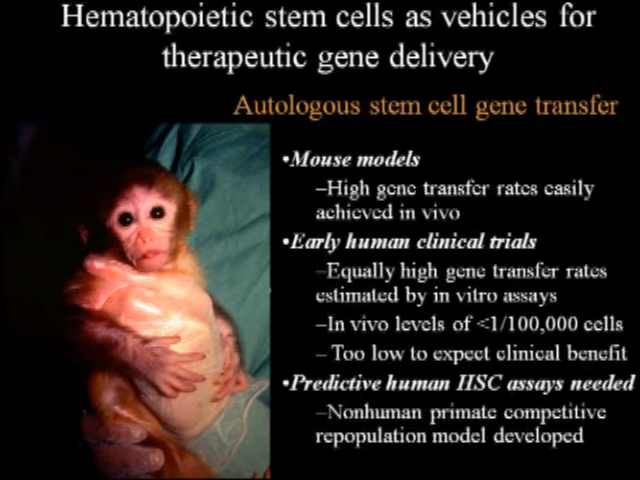 Hematopoietic stem cells as vehicles for
therapeutic gene delivery
Autologous stem cell gene transfer
•Mouse models
–High gene transfer rates easily
achieved in vivo
•Early human clinical trials
–Equally high gene transfer rates
estimated by in vitro assays
–In vivo levels of <1/100,000 cells
– Too low to expect clinical benefit
•Predictive human HSC assays needed
–Nonhuman primate competitive
repopulation model developed